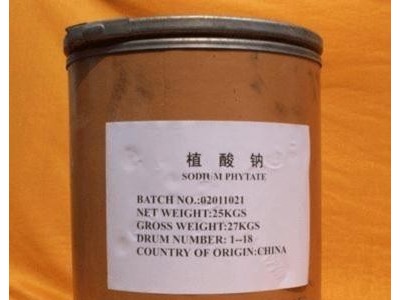 植酸钠
SODIUM PHYTATE
BATCH NO.:02011021
NET WEIGHT:25KGS
GROSS WEIGHT:27KGS
DRUM NUMBER: 1--18
COUNTRY OF ORIGIN:CHINA